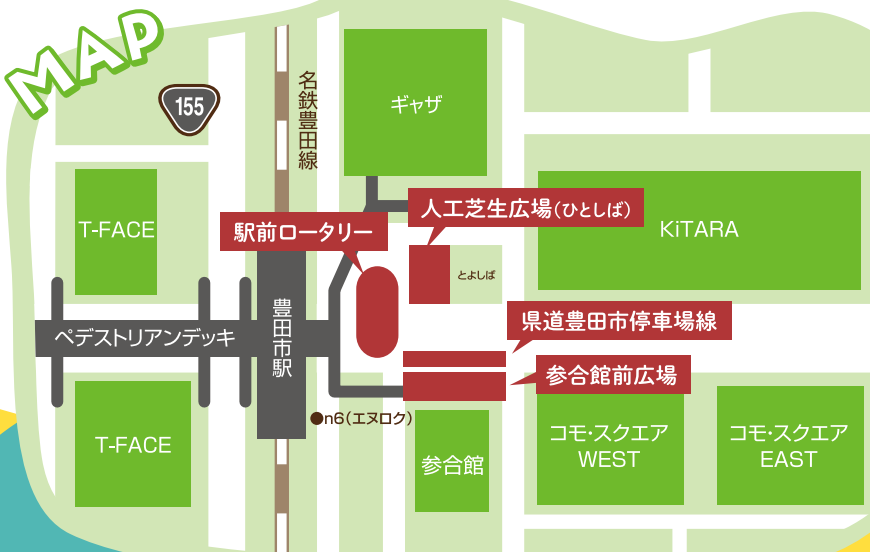 MAP
155
名鉄豊田線
ギャザ
T-FACE
人工芝生広場(ひとしば)
駅前ロータリー
KiTARA
とよしば
県道豊田市停車場線
ペデストリアンデッキ
豊田市駅
参合館前広場
n6(エヌロク)
T-FACE
参合館
コモ・スクエア
WEST
コモ・スクエア
EAST